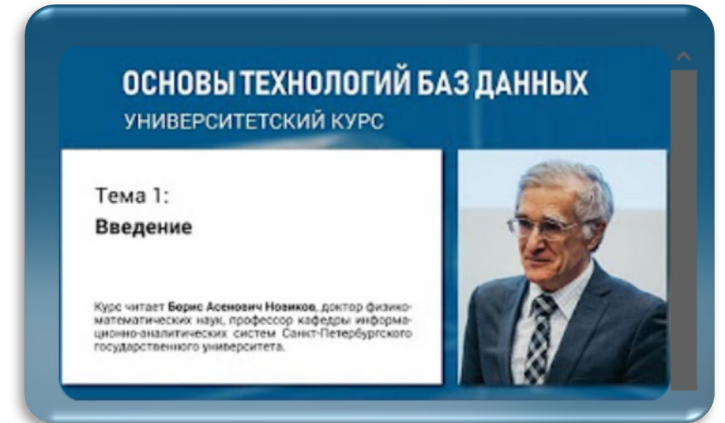 ОСНОВЫ ТЕХНОЛОГИЙ БАЗ ДАННЫХ
УНИВЕРСИТЕТСКИЙ КУРС
Тема 1:
Введение
Курс читает Борис Асенович Новиков, доктор физико-
математических наук, профессор кафедры информа-
ционно-аналитических систем Санкт-Петербургского
государственного университета.